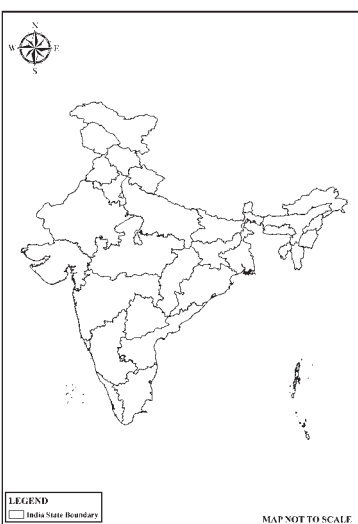 N
W E
S
LEGEND
India State Boundary
MAP NOT TO SCALE